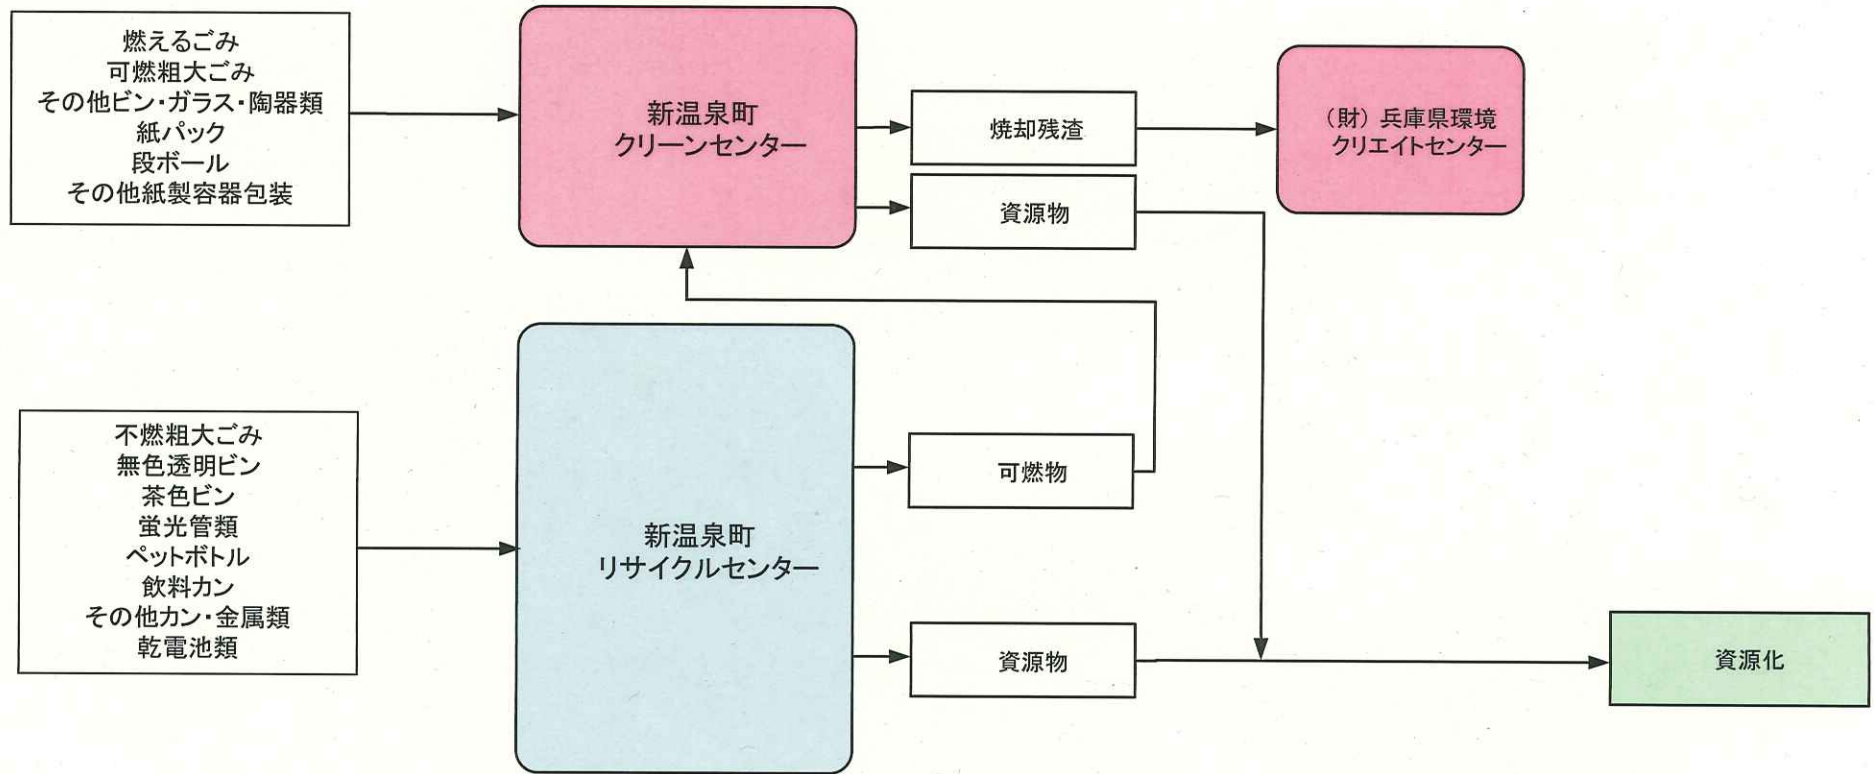 燃えるごみ
可燃粗大ごみ
その他ビン・ガラス・陶器類
紙パック
段ボール
その他紙製容器包装
新温泉町
クリーンセンター
焼却残渣
資源物
（財）兵庫県環境
クリエイトセンター
不燃粗大ごみ
無色透明ビン
茶色ビン
蛍光管類
ペットボトル
飲料カン
その他カン・金属類
乾電池類
新温泉町
リサイクルセンター
可燃物
資源物
資源化